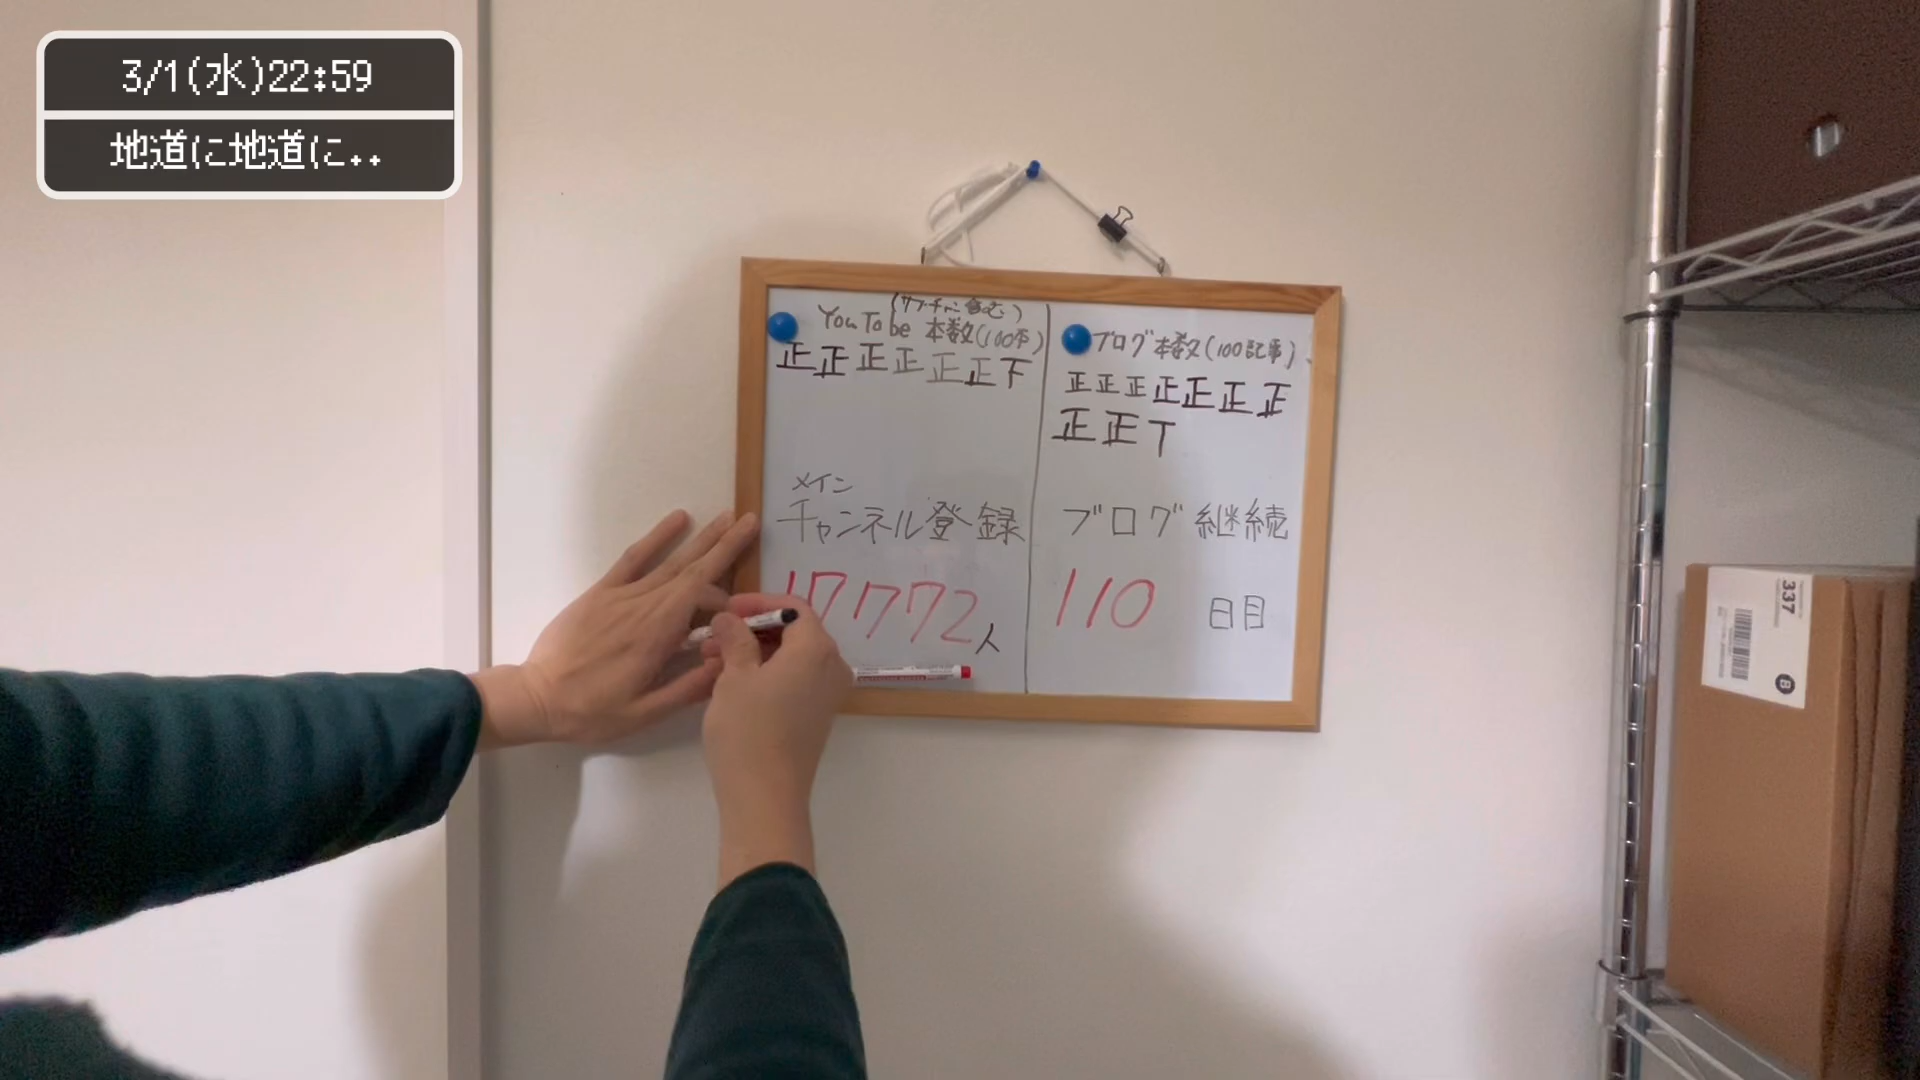 3/1(水)22:59
地道に地道に..
(サブチャン含む)
YouTobe 本数(100本)
正正正正正正下
メイン
チャンネル登録
17772人
ブログ本数(100記事)
正正正正正正正
正正T
ブログ継続
110 日目
337
B